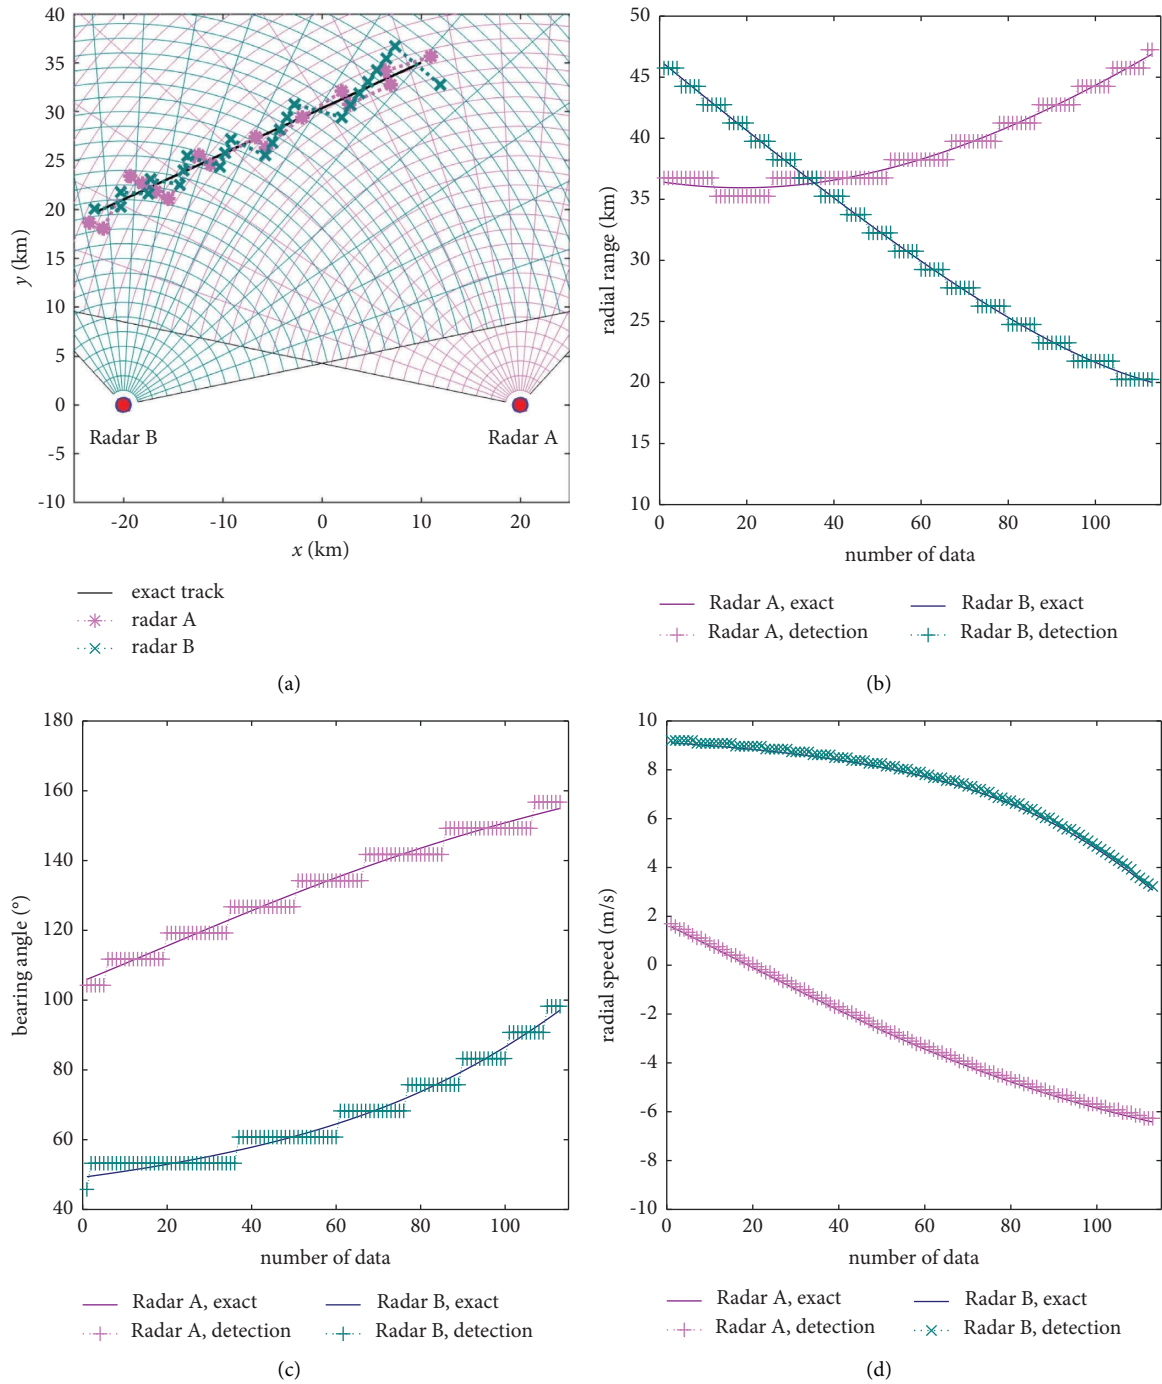 40
35
30
25
20
15
10
5
0
-5
-10
y (km)
Radar B
Radar A
-20
-10
0
10
20
x (km)
exact track
radar A
radar B
(a)
50
45
40
35
30
25
20
15
10
radial range (km)
0
20
40
60
80
100
number of data
Radar A, exact
Radar B, exact
Radar A, detection
Radar B, detection
(b)
180
160
140
120
100
80
60
40
bearing angle (°)
0
20
40
60
80
100
number of data
Radar A, exact
Radar B, exact
Radar A, detection
Radar B, detection
(c)
10
8
6
4
2
0
-2
-4
-6
-8
-10
radial speed (m/s)
0
20
40
60
80
100
number of data
Radar A, exact
Radar B, exact
Radar A, detection
Radar B, detection
(d)